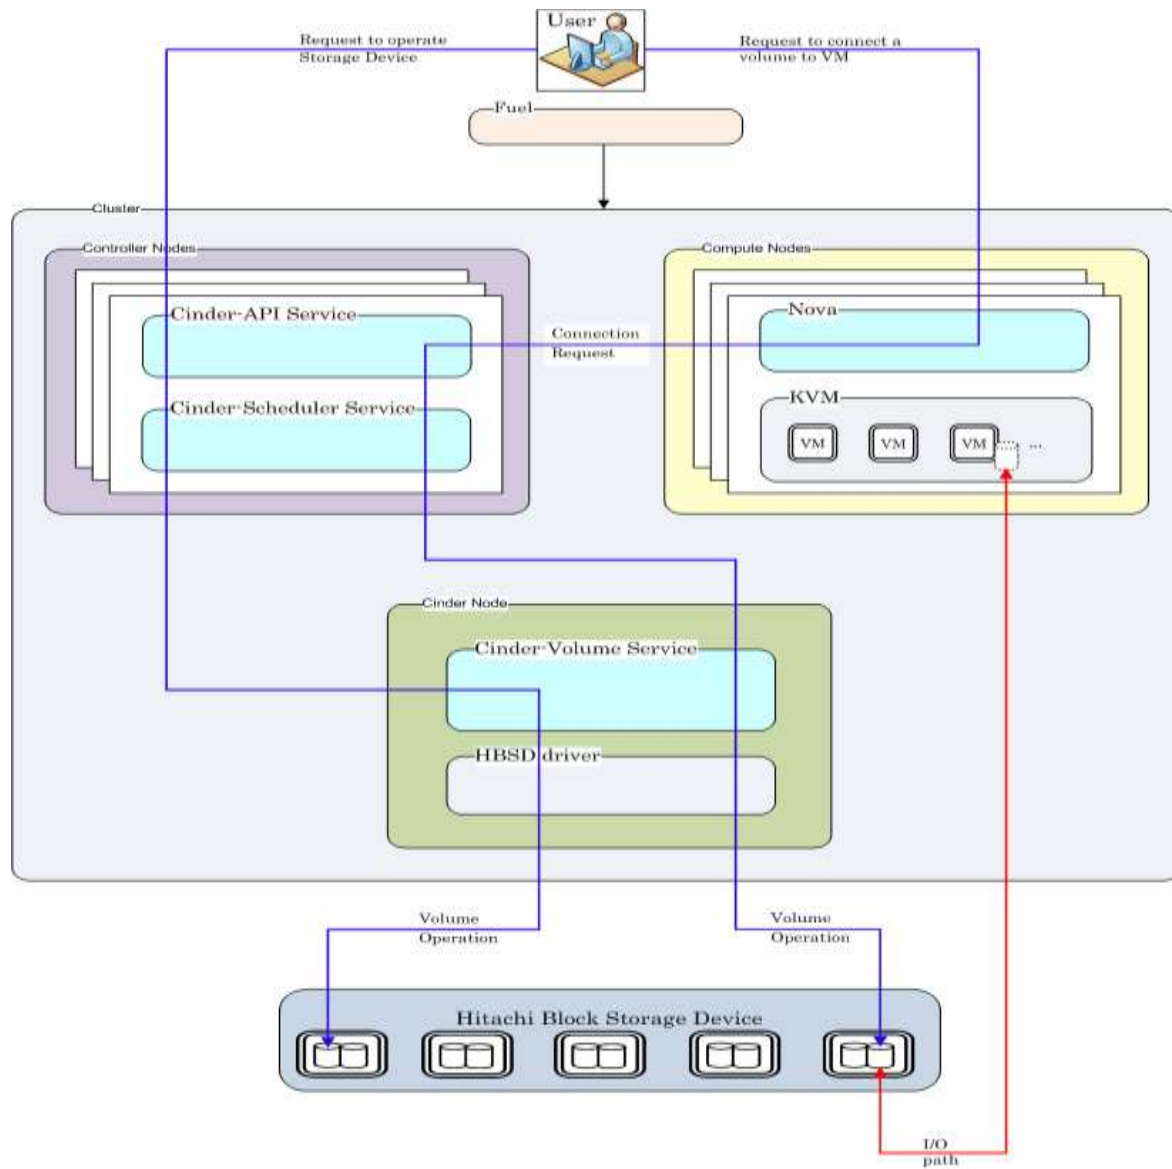 User
Request to operate
Storage Device
Request to connect a
volume to VM
Fuel
Cluster
Controller Nodes
Compute Nodes
Cinder-API Service
Nova
Connection
Request
Cinder-Scheduler Service
KVM
VM
VM
VM
...
Cinder Node
Cinder-Volume Service
HBSD driver
Volume
Operation
Volume
Operation
Hitachi Block Storage Device
I/O
path